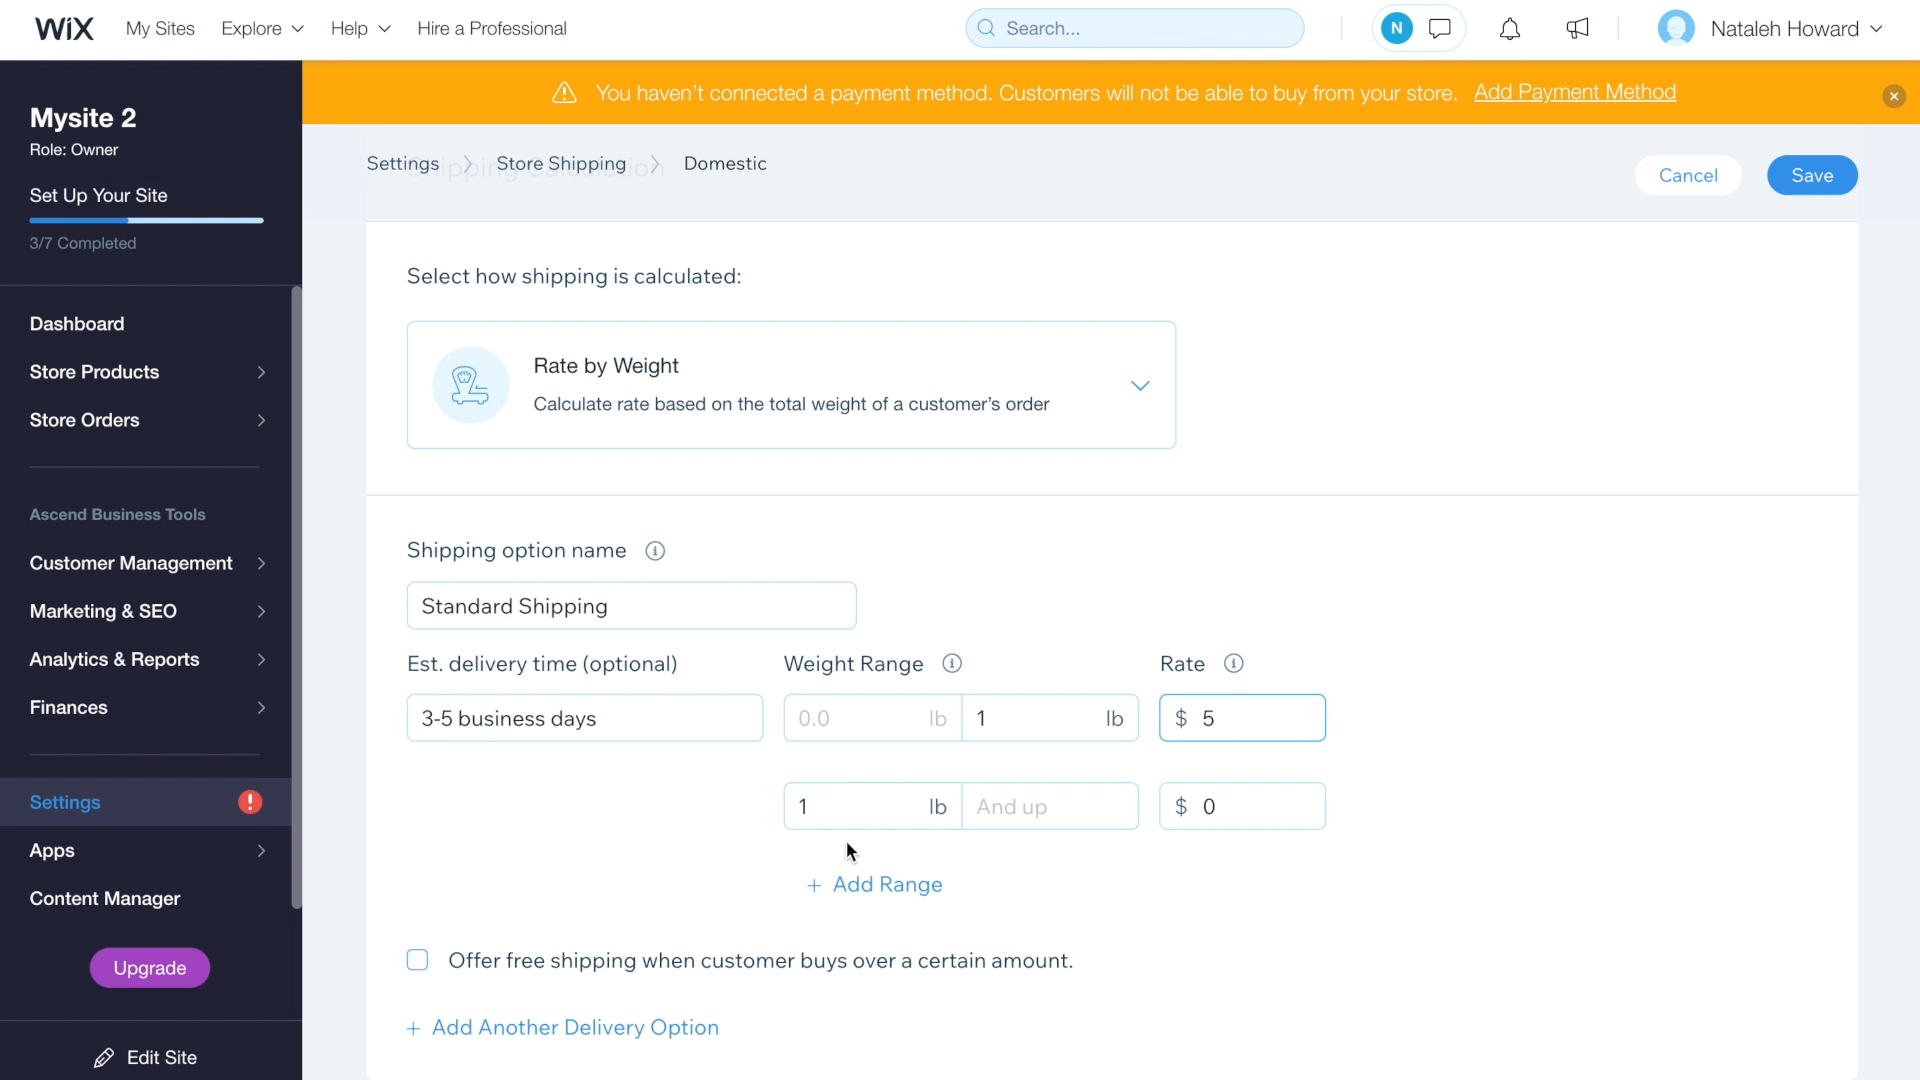 WiX My Sites Explore Help Hire a Professional Search... N Nataleh Howard
You haven't connected a payment method. Customers will not be able to buy from your store. Add Payment Method
Mysite 2
Role: Owner
Set Up Your Site
3/7 Completed
Dashboard
Store Products
Store Orders
Ascend Business Tools
Customer Management
Marketing & SEO
Analytics & Reports
Finances
Settings
Apps
Content Manager
Upgrade
Edit Site
Settings Store Shipping Domestic
Shipping Calculation
Cancel Save
Select how shipping is calculated:
Rate by Weight
Calculate rate based on the total weight of a customer's order
Shipping option name
Standard Shipping
Est. delivery time (optional) Weight Range Rate
3-5 business days 0.0 lb 1 lb $ 5
1 lb And up $ 0
+ Add Range
Offer free shipping when customer buys over a certain amount.
+ Add Another Delivery Option